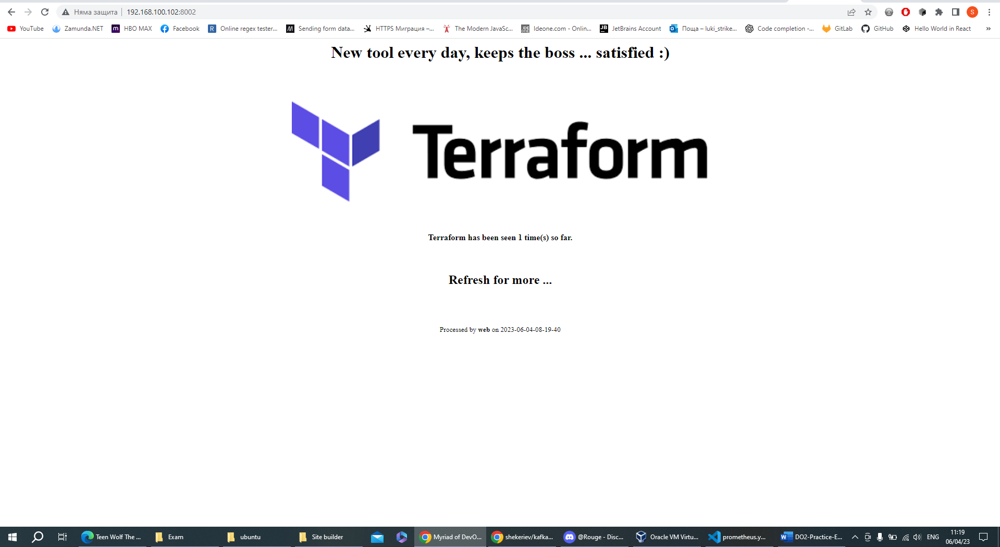 Няма защита 192.168.100.102:8002
S
YouTube Zamunda.NET HBO MAX Facebook Online regex tester... Sending form data... HTTPS Миграция –... The Modern JavaSc... Ideone.com - Onlin... JetBrains Account Поща – luki_strike... Code completion -... GitLab GitHub Hello World in React »
New tool every day, keeps the boss ... satisfied :)
Terraform
Terraform has been seen 1 time(s) so far.
Refresh for more ...
Processed by web on 2023-06-04-08-19-40
Teen Wolf The ... Exam ubuntu Site builder Myriad of DevO... shekeriev/kafka... @Rouge - Disc... Oracle VM Virtu... prometheus.y... DO2-Practice-E... ENG
11:19
06/04/23